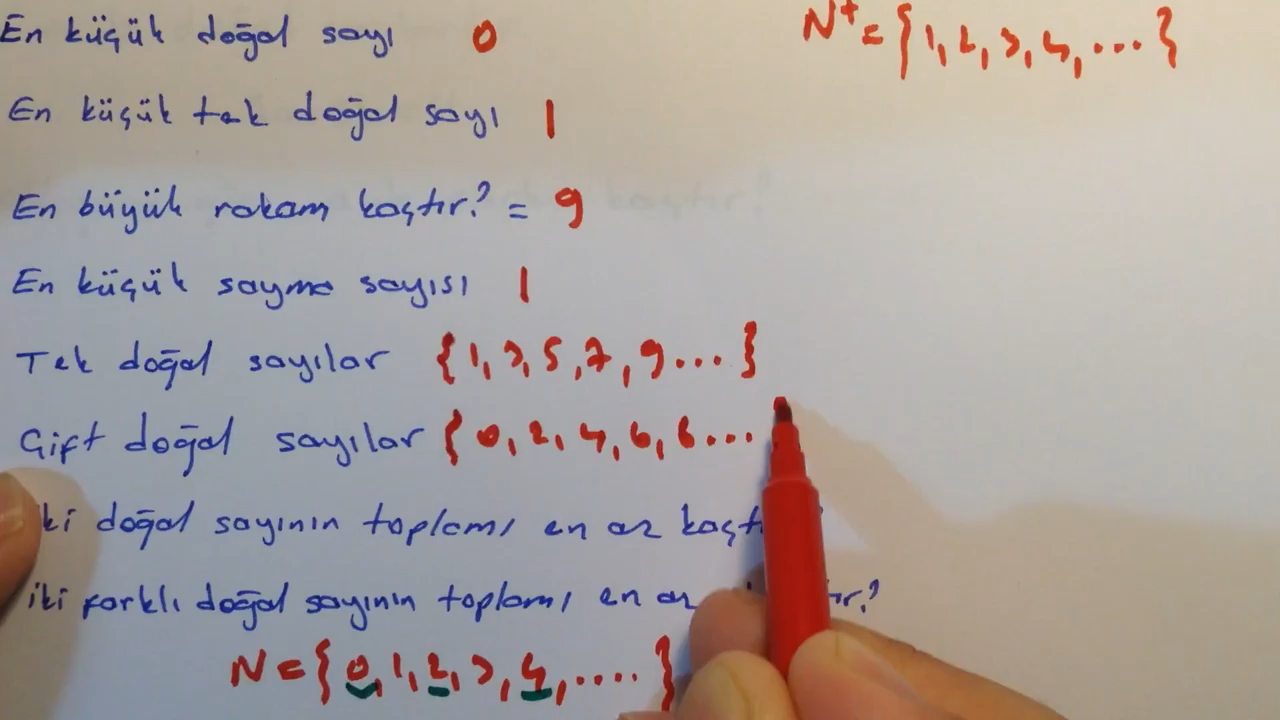 En küçük doğal sayı 0
N⁺ = {1, 2, 3, 4, ...}
En küçük tek doğal sayı 1
En büyük rakam kaçtır? = 9
En küçük sayma sayısı 1
Tek doğal sayılar {1, 3, 5, 7, 9...}
Çift doğal sayılar {0, 2, 4, 6, 8...
İki doğal sayının toplamı en az
iki farklı doğal sayının toplamı en az
N = {0, 1, 2, 3, 4, ....}